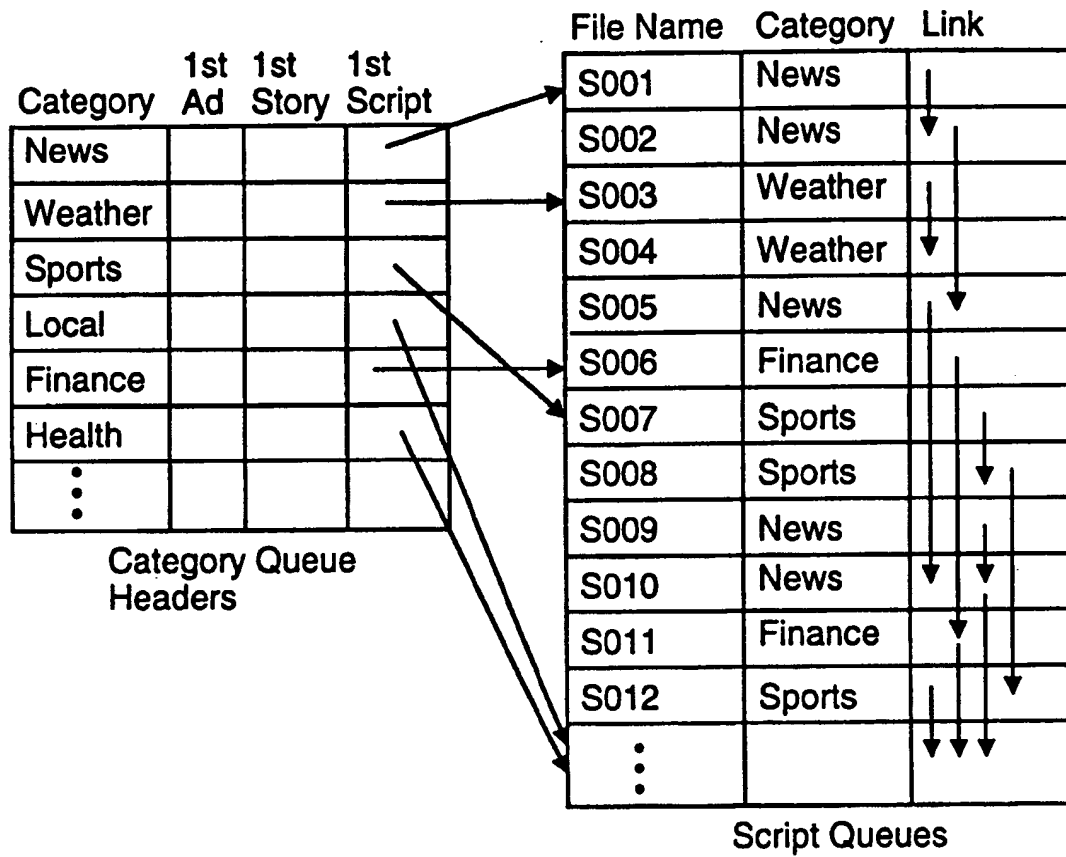 Category 1st Ad 1st Story 1st Script
News
Weather
Sports
Local
Finance
Health
Category Queue
Headers
File Name Category Link
S001 News
S002 News
S003 Weather
S004 Weather
S005 News
S006 Finance
S007 Sports
S008 Sports
S009 News
S010 News
S011 Finance
S012 Sports
Script Queues